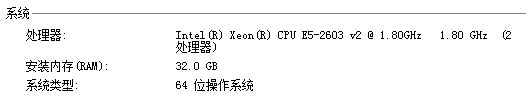 系统
处理器: Intel(R) Xeon(R) CPU E5-2603 v2 @ 1.80GHz 1.80 GHz (2
处理器)
安装内存(RAM): 32.0 GB
系统类型: 64 位操作系统